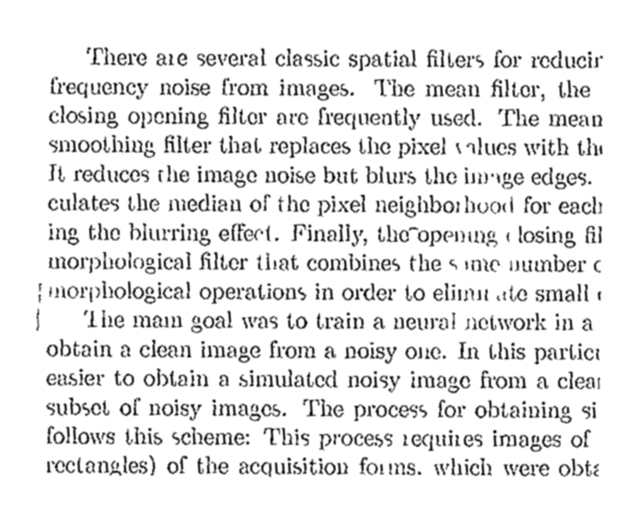 There are several classic spatial filters for reducin
frequency noise from images. The mean filter, the
closing opening filter are frequently used. The mean
smoothing filter that replaces the pixel values with the
It reduces the image noise but blurs the image edges.
culates the median of the pixel neighborhood for each
ing the blurring effect. Finally, the opening closing fil
morphological filter that combines the same number o
morphological operations in order to eliminate small
The main goal was to train a neural network in a
obtain a clean image from a noisy one. In this partic
easier to obtain a simulated noisy image from a clean
subset of noisy images. The process for obtaining si
follows this scheme: This process requires images of
rectangles) of the acquisition forms. which were obta